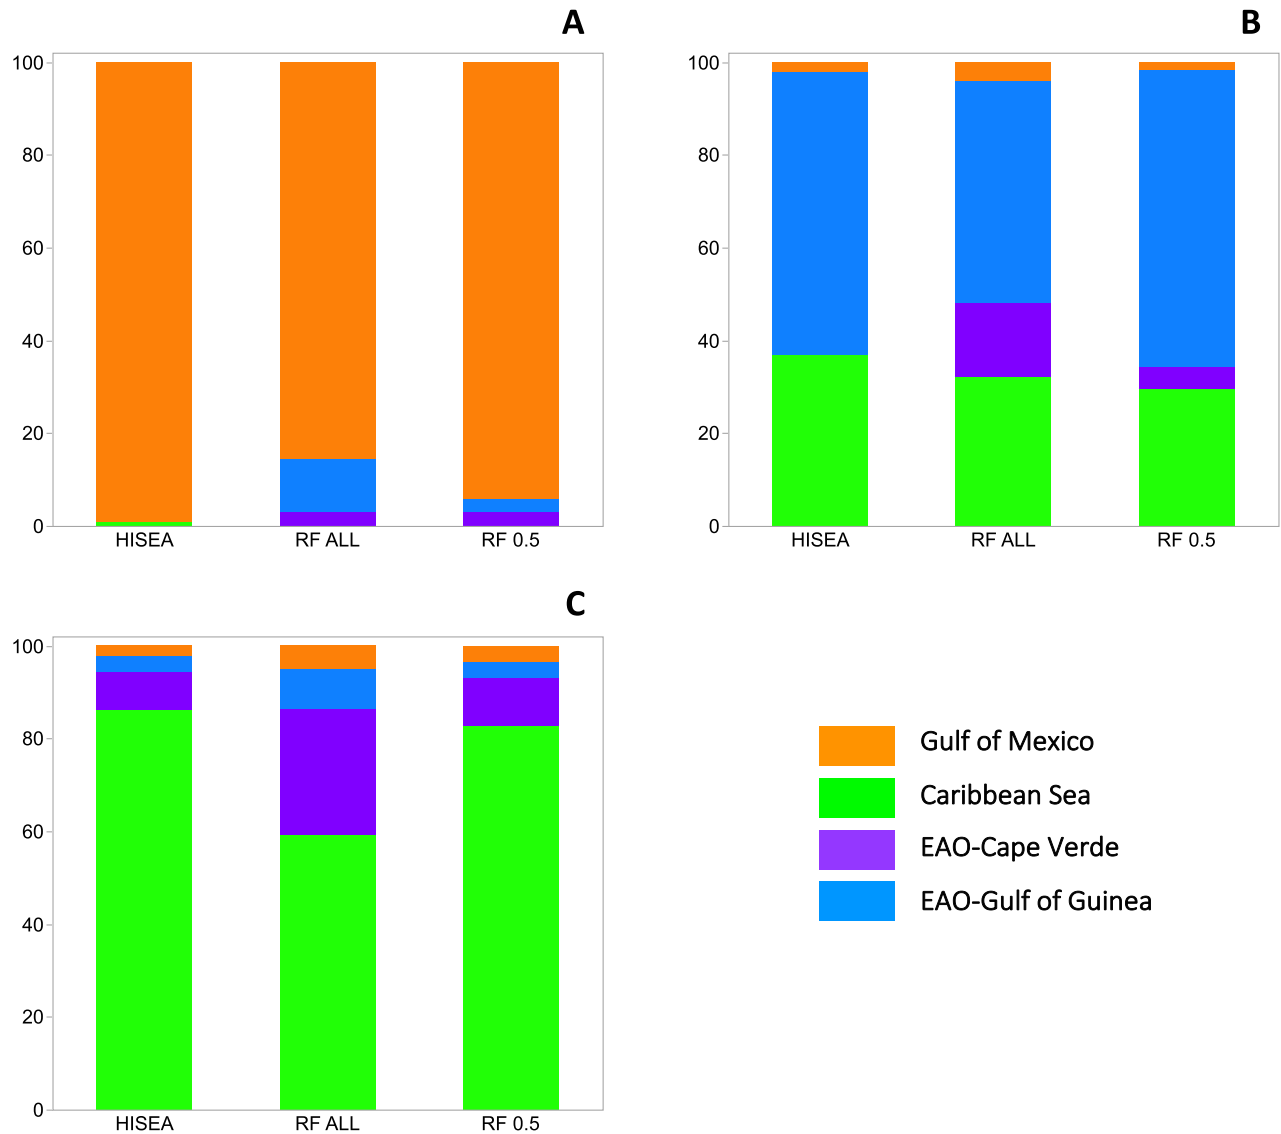 A
100
80
60
40
20
0
HISEA RF ALL RF 0.5
B
100
80
60
40
20
0
HISEA RF ALL RF 0.5
C
100
80
60
40
20
0
HISEA RF ALL RF 0.5
Gulf of Mexico
Caribbean Sea
EAO-Cape Verde
EAO-Gulf of Guinea